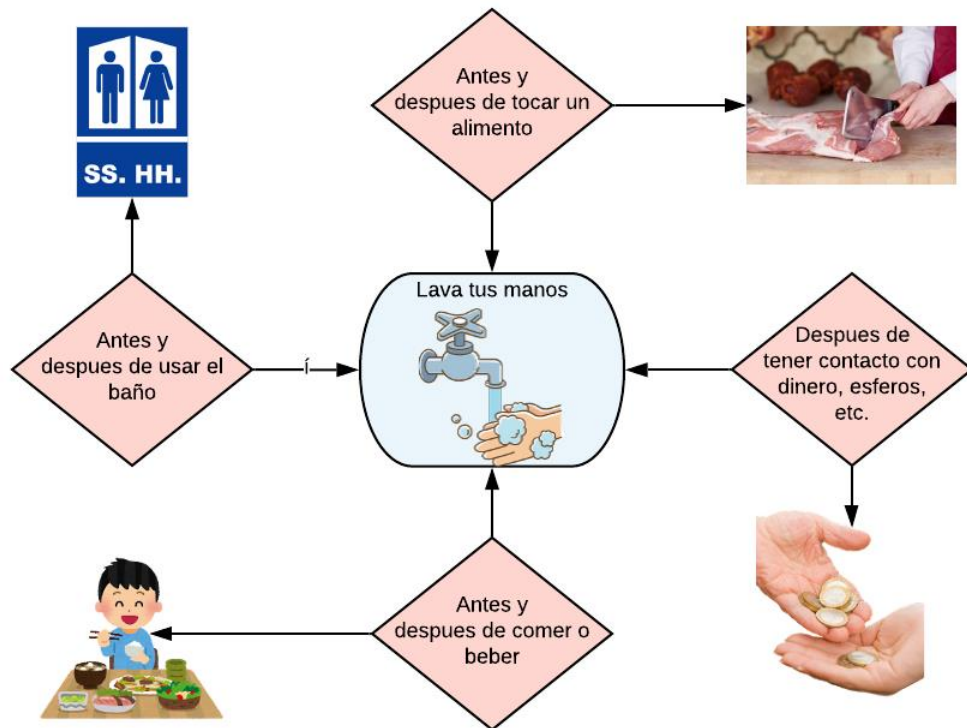 SS. HH.
Antes y
despues de tocar un
alimento
Lava tus manos
Antes y
despues de usar el
baño
í
Despues de
tener contacto con
dinero, esferos,
etc.
Antes y
despues de comer o
beber